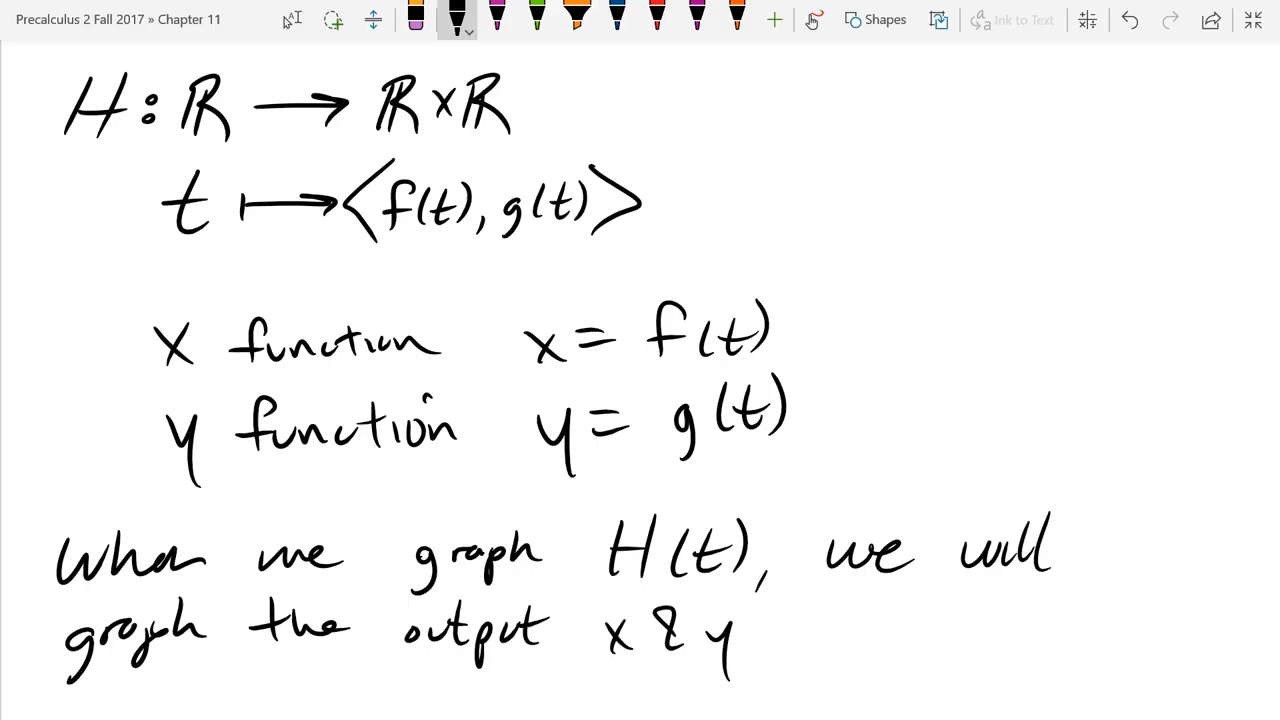 Precalculus 2 Fall 2017 » Chapter 11
Shapes
Ink to Text
H : ℝ ⟶ ℝ × ℝ
t ⟼ ⟨f(t), g(t)⟩
x function x = f(t)
y function y = g(t)
When we graph H(t), we will
graph the output x & y